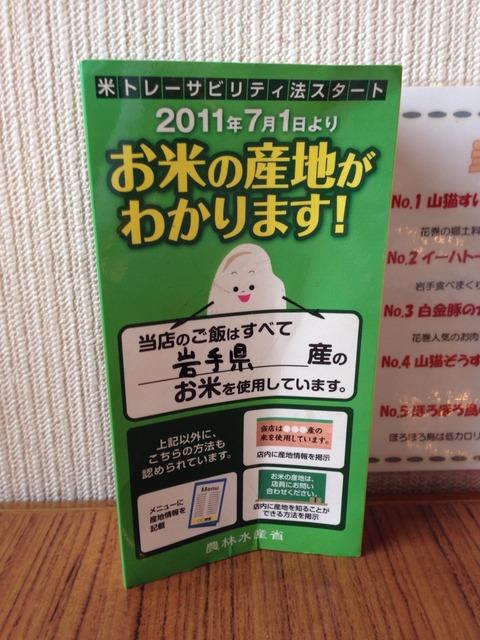 米トレーサビリティ法スタート
2011年7月1日より
お米の産地が
わかります!
当店のご飯はすべて
岩手県 産の
お米を使用しています。
上記以外に、
こちらの方法も
認められています。
当店は●●●産の
米を使用しています。
店内に産地情報を掲示
メニューに
産地情報を
記載
Menu
お米の産地は、
店員にお問い
合わせください。
店内に産地を知ることが
できる方法を掲示
農林水産省
No.1 山猫すい
花巻の郷土料
No.2 イーハトー
岩手食べまくり
No.3 白金豚の
花巻人気のお肉
No.4 山猫ぞうす
No.5 ほろほろ鳥
ほろほろ鳥は低カロリ